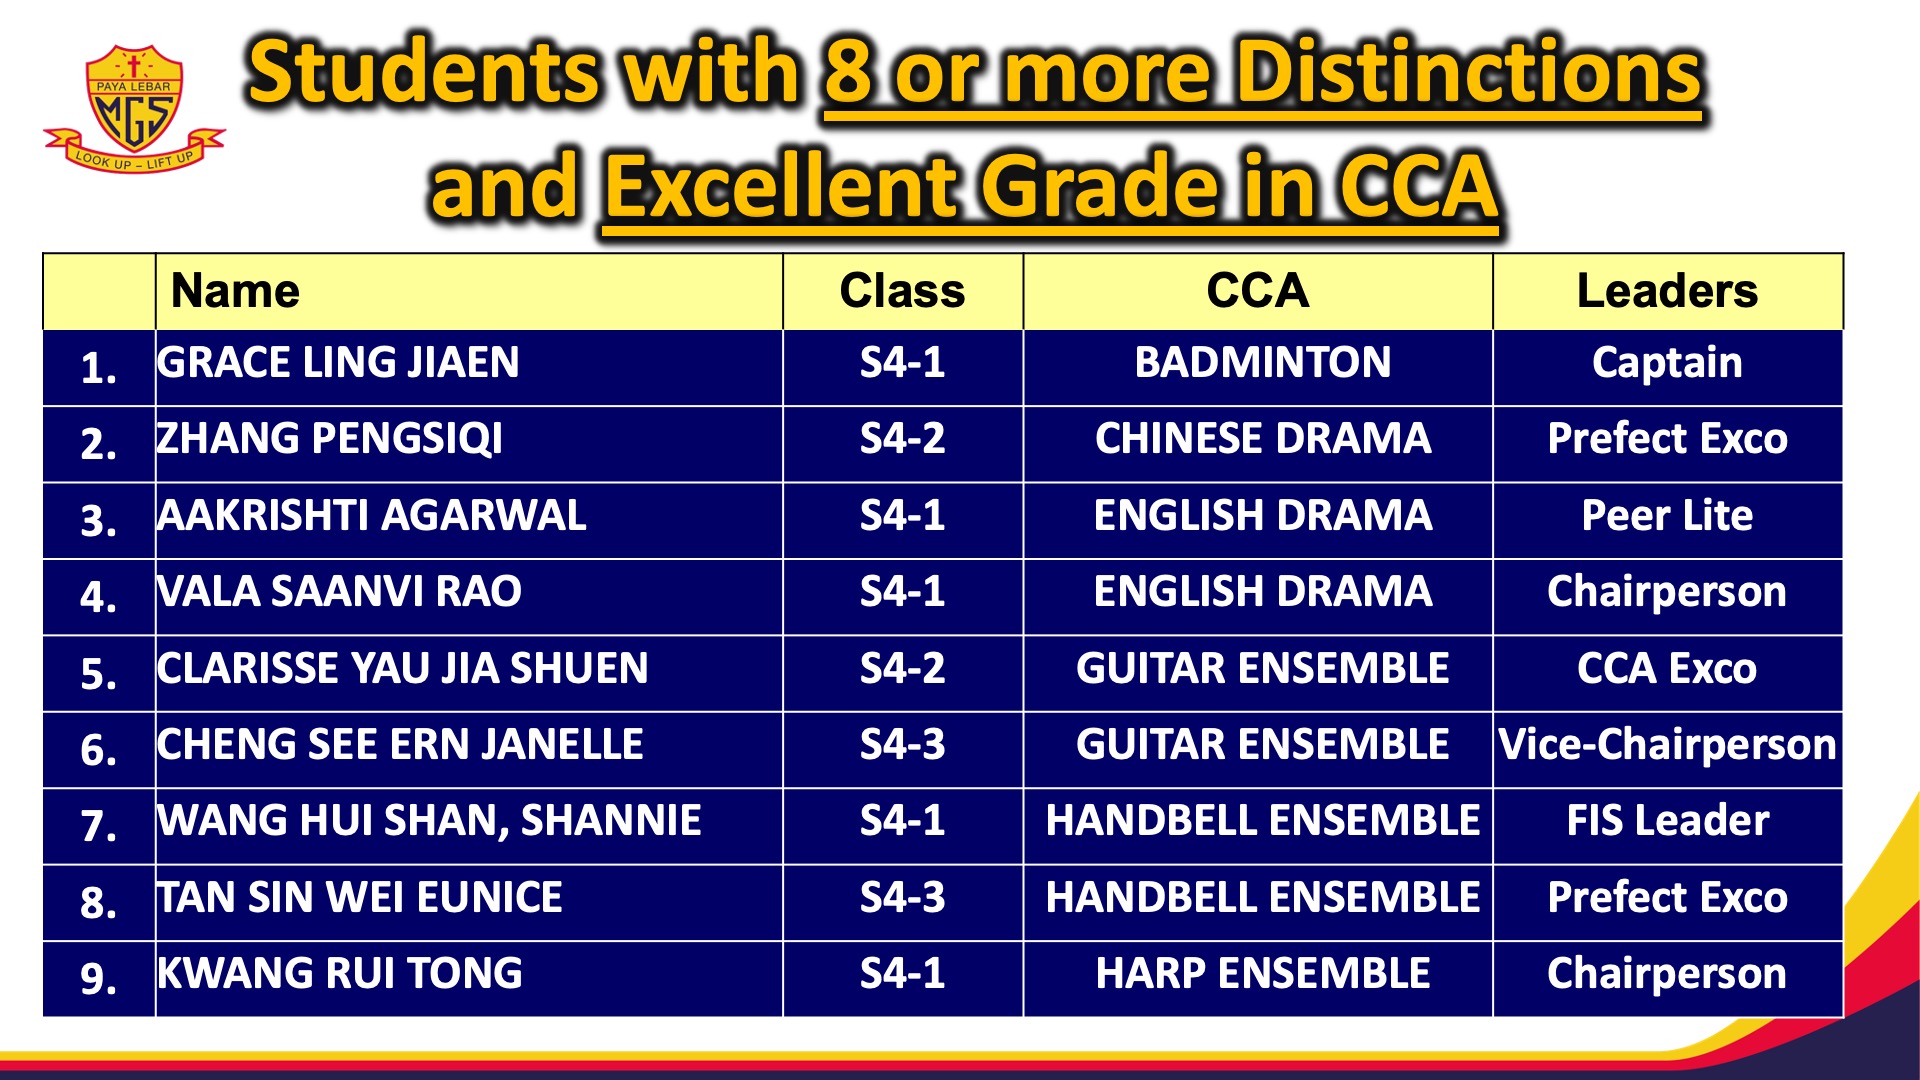 PAYA LEBAR
MGS
LOOK UP – LIFT UP
Students with 8 or more Distinctions
and Excellent Grade in CCA
Name Class CCA Leaders
1. GRACE LING JIAEN S4-1 BADMINTON Captain
2. ZHANG PENGSIQI S4-2 CHINESE DRAMA Prefect Exco
3. AAKRISHTI AGARWAL S4-1 ENGLISH DRAMA Peer Lite
4. VALA SAANVI RAO S4-1 ENGLISH DRAMA Chairperson
5. CLARISSE YAU JIA SHUEN S4-2 GUITAR ENSEMBLE CCA Exco
6. CHENG SEE ERN JANELLE S4-3 GUITAR ENSEMBLE Vice-Chairperson
7. WANG HUI SHAN, SHANNIE S4-1 HANDBELL ENSEMBLE FIS Leader
8. TAN SIN WEI EUNICE S4-3 HANDBELL ENSEMBLE Prefect Exco
9. KWANG RUI TONG S4-1 HARP ENSEMBLE Chairperson